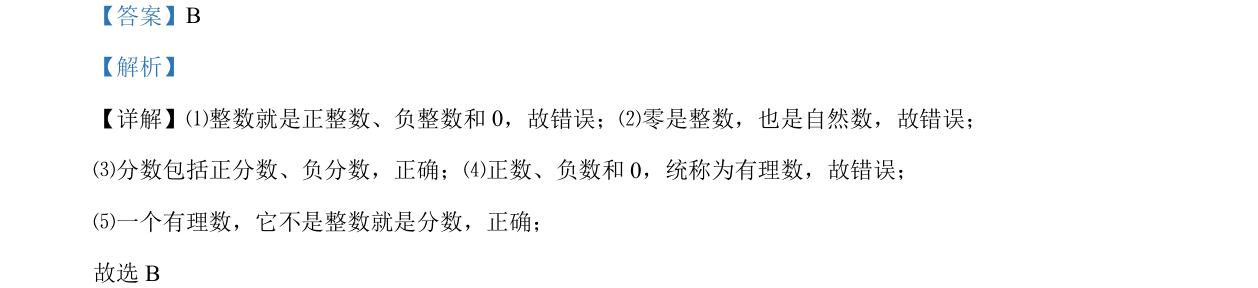 【答案】B
【解析】
【详解】⑴整数就是正整数、负整数和 0，故错误；⑵零是整数，也是自然数，故错误；
⑶分数包括正分数、负分数，正确；⑷正数、负数和 0，统称为有理数，故错误；
⑸一个有理数，它不是整数就是分数，正确；
故选 B